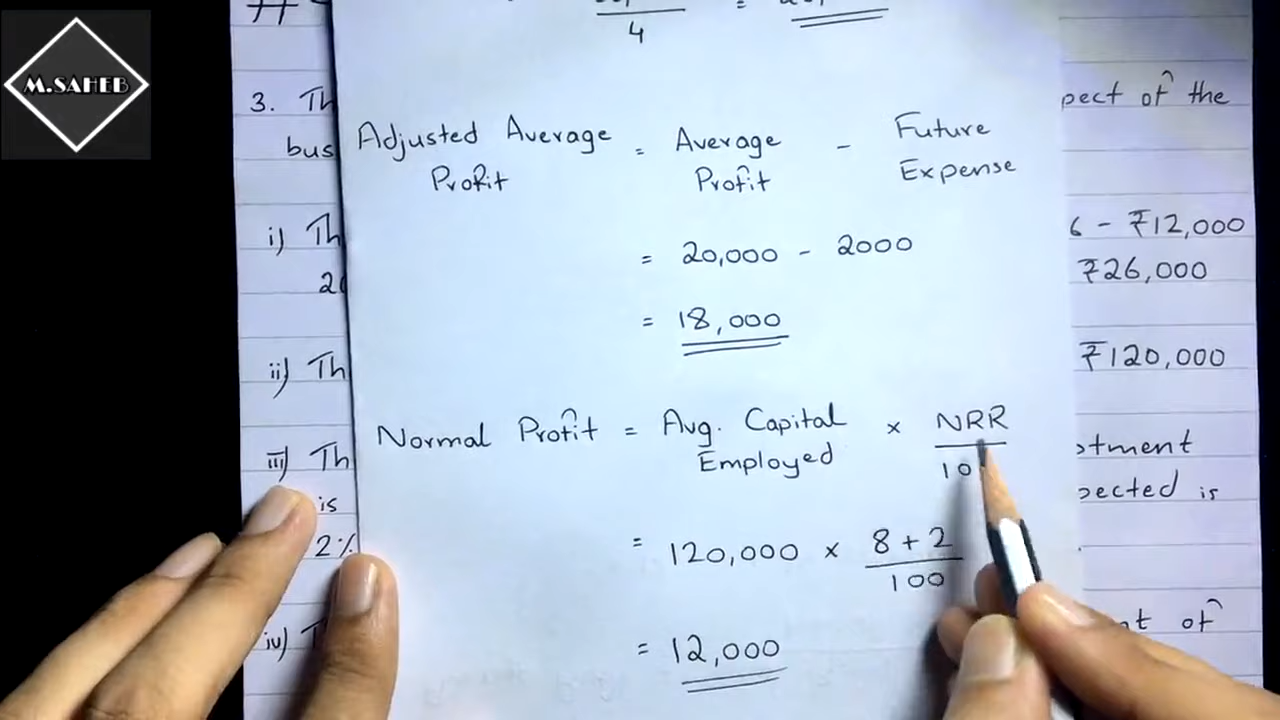 M.SAHEB
4
=
3. Th
pect of the
bus
Adjusted Average Profit = Average Profit - Future Expense
i) Th
6 - ₹12,000
= 20,000 - 2000
₹26,000
= 18,000
ii) Th
₹120,000
Normal Profit = Avg. Capital Employed × NRR
10
iii) Th
stment
is
pected is
2%
= 120,000 × 8 + 2
100
iv) T
nt of
= 12,000